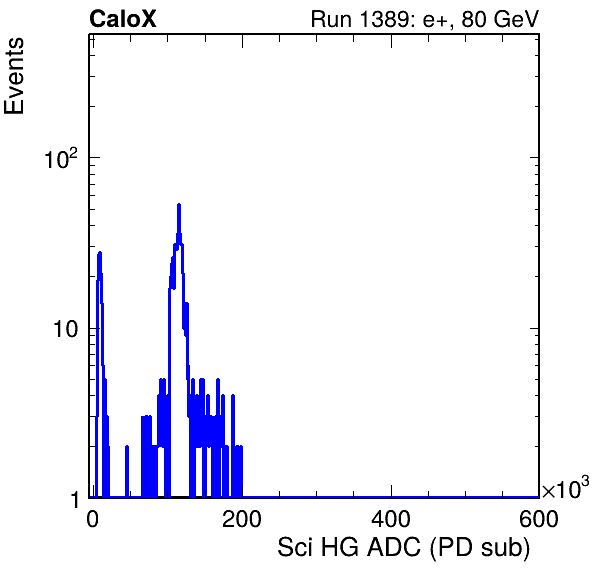 CaloX Run 1389: e+, 80 GeV
Events
10²
10
1
0 200 400 600
×10³
Sci HG ADC (PD sub)